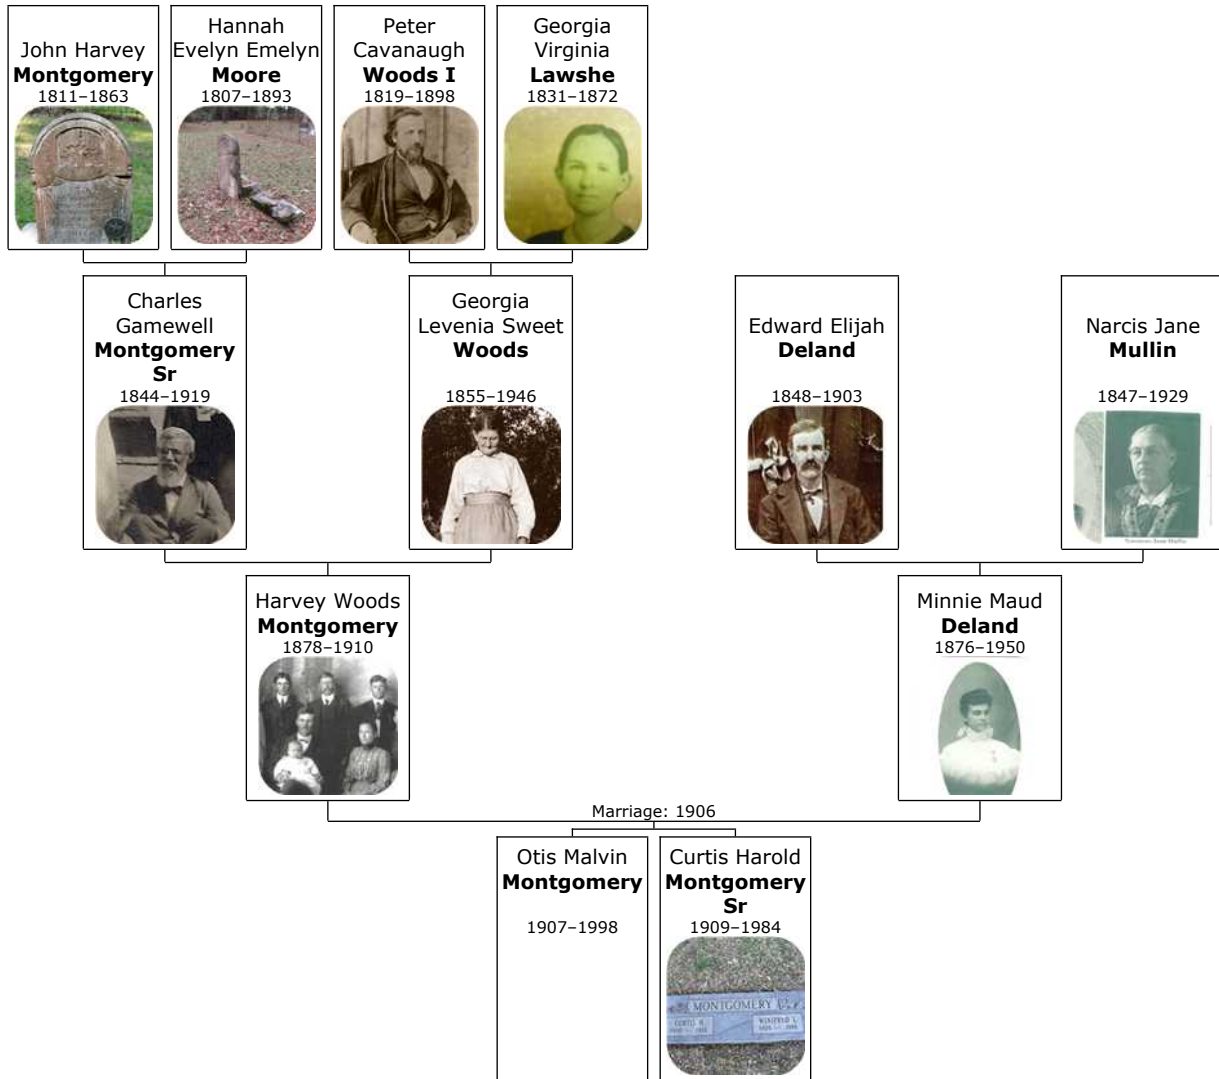 John Harvey
Montgomery
1811–1863
Hannah
Evelyn Emelyn
Moore
1807–1893
Peter
Cavanaugh
Woods I
1819–1898
Georgia
Virginia
Lawshe
1831–1872
Charles
Gamewell
Montgomery
Sr
1844–1919
Georgia
Levenia Sweet
Woods
1855–1946
Edward Elijah
Deland
1848–1903
Narcis Jane
Mullin
1847–1929
Harvey Woods
Montgomery
1878–1910
Minnie Maud
Deland
1876–1950
Marriage: 1906
Otis Malvin
Montgomery
1907–1998
Curtis Harold
Montgomery
Sr
1909–1984
MONTGOMERY
CURTIS H.
WINIFRED L.